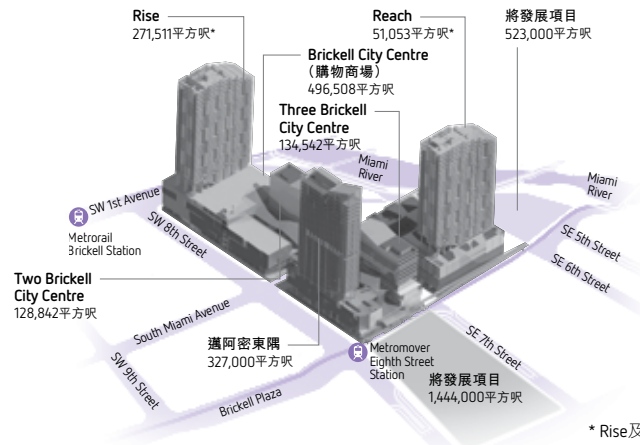 Rise
271,511平方呎*
Reach
51,053平方呎*
將發展項目
523,000平方呎
Brickell City Centre
（購物商場）
496,508平方呎
Three Brickell
City Centre
134,542平方呎
Miami
River
Miami
River
SW 1st Avenue
SW 8th Street
Metrorail
Brickell Station
SE 5th Street
SE 6th Street
Two Brickell
City Centre
128,842平方呎
South Miami Avenue
邁阿密東隅
327,000平方呎
SE 7th Street
Metromover
Eighth Street
Station
SW 9th Street
Brickell Plaza
將發展項目
1,444,000平方呎
* Rise及